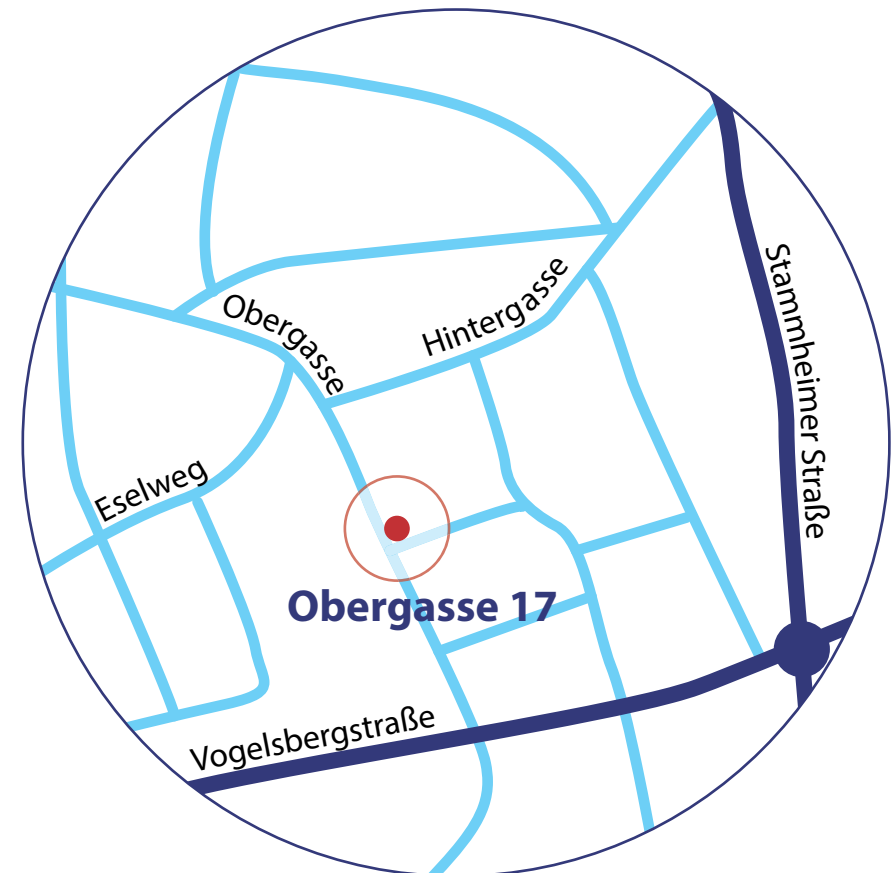 Stammheimer Straße
Hintergasse
Obergasse
Eselweg
Obergasse 17
Vogelsbergstraße